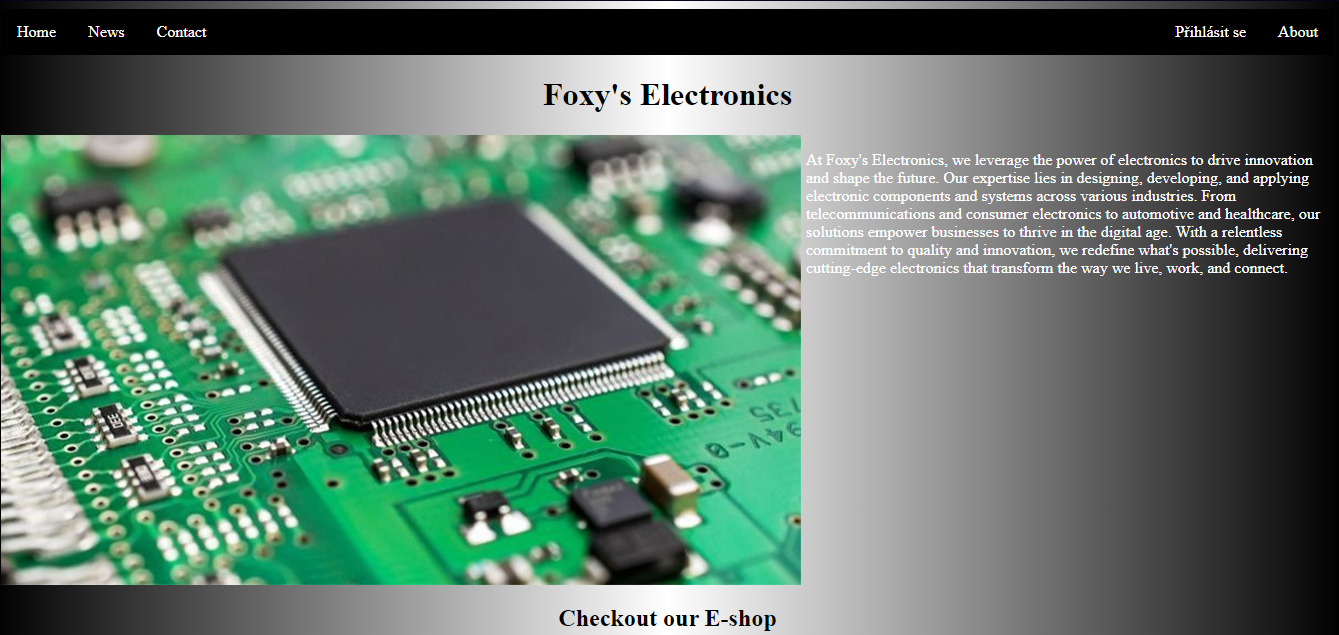 Home News Contact Přihlásit se About
Foxy's Electronics
At Foxy's Electronics, we leverage the power of electronics to drive innovation
and shape the future. Our expertise lies in designing, developing, and applying
electronic components and systems across various industries. From
telecommunications and consumer electronics to automotive and healthcare, our
solutions empower businesses to thrive in the digital age. With a relentless
commitment to quality and innovation, we redefine what's possible, delivering
cutting-edge electronics that transform the way we live, work, and connect.
735
94V-0
Checkout our E-shop